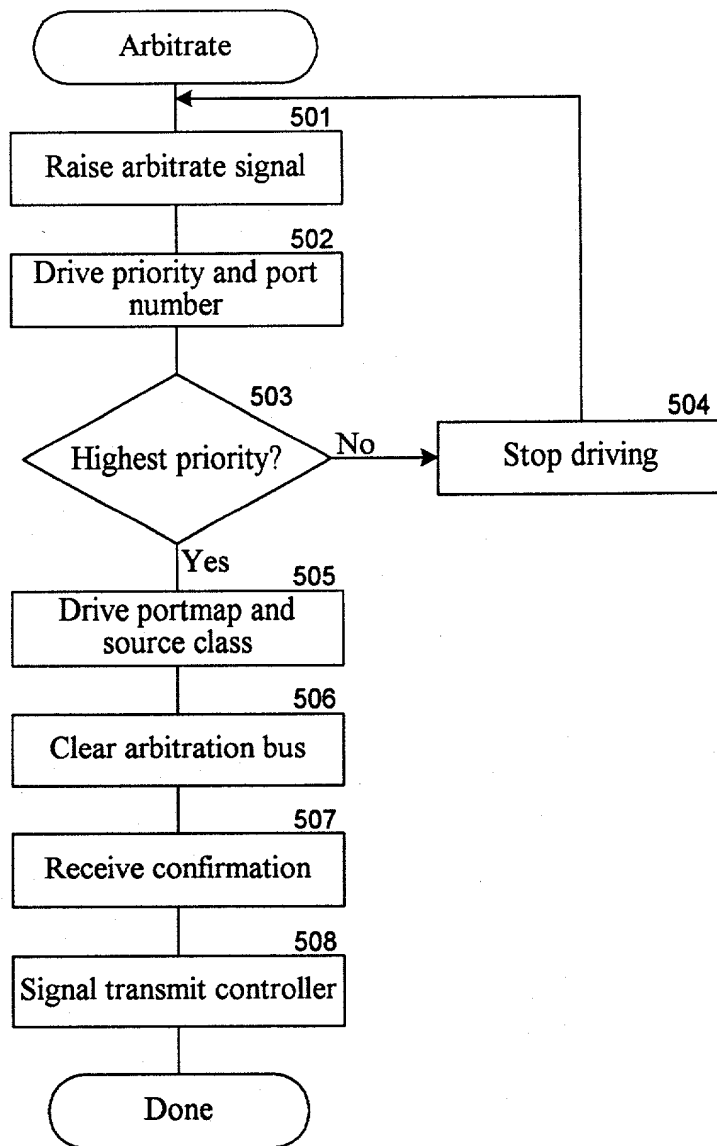 Arbitrate
501
Raise arbitrate signal
502
Drive priority and port
number
503
Highest priority?
No
504
Stop driving
Yes
505
Drive portmap and
source class
506
Clear arbitration bus
507
Receive confirmation
508
Signal transmit controller
Done